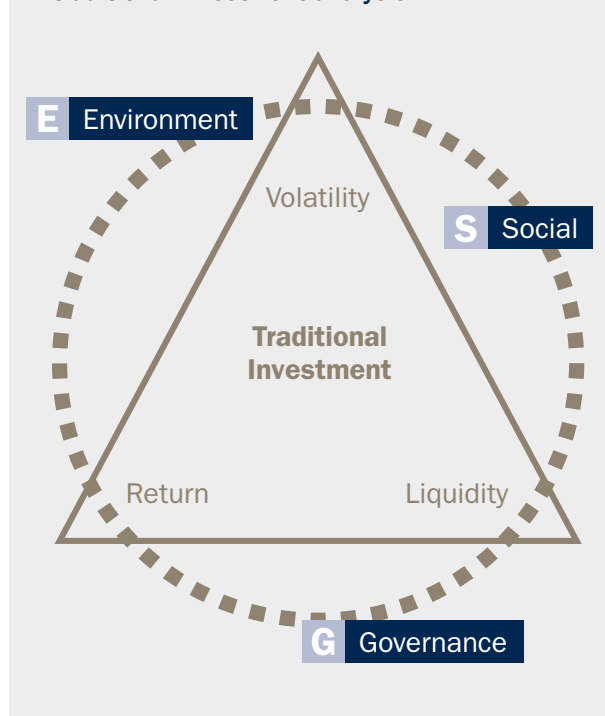 E Environment
Volatility
S Social
Traditional
Investment
Return
Liquidity
G Governance